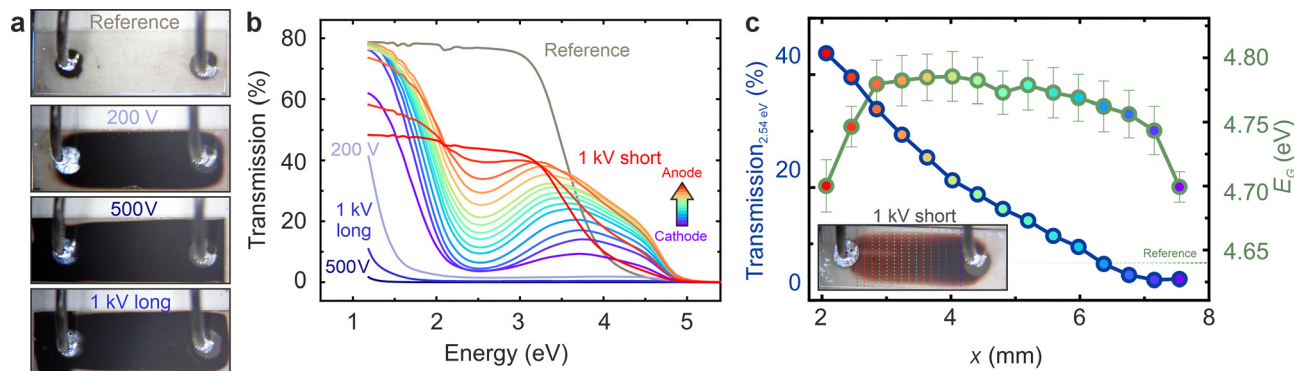 a
Reference
200 V
500V
1 kV long
b
80
60
40
20
0
Transmission (%)
1
2
3
4
5
Energy (eV)
Reference
200 V
1 kV
long
500V
1 kV short
Anode
Cathode
c
40
20
0
Transmission2.54 eV (%)
2
4
6
8
x (mm)
4.80
4.75
4.70
4.65
EG (eV)
Reference
1 kV short